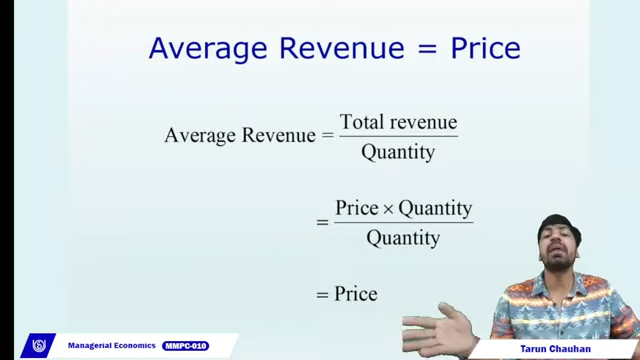 Average Revenue = Price
Average Revenue = Total revenue / Quantity
= Price × Quantity / Quantity
= Price
Managerial Economics MMPC-010
Tarun Chauhan